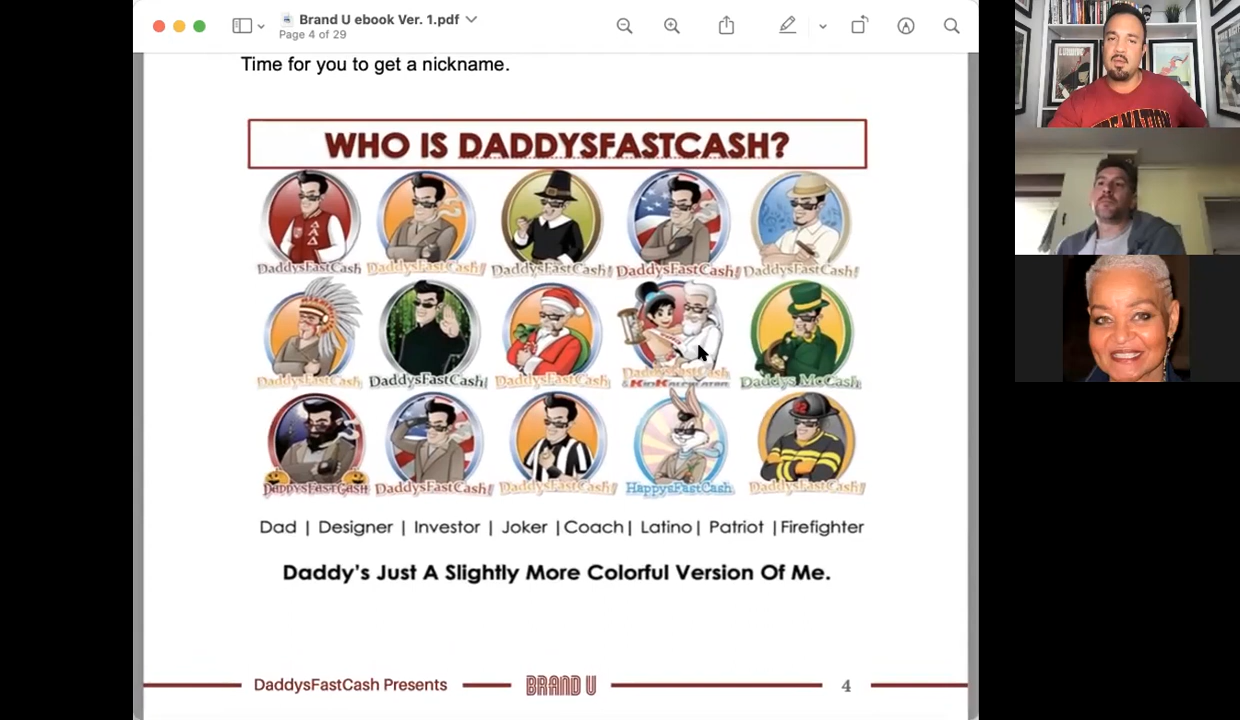 Brand U ebook Ver. 1.pdf
Page 4 of 29
Time for you to get a nickname.
WHO IS DADDYSFASTCASH?
DaddysFastCash DaddysFastCash! DaddysFastCash! DaddysFastCash! DaddysFastCash!
DaddysFastCash DaddysFastCash! DaddysFastCash DaddysFastCash Daddys McCash
& KidKalculator
DaddysFastCash DaddysFastCash! DaddysFastCash! HappysFastCash DaddysFastCash!
Dad | Designer | Investor | Joker |Coach| Latino| Patriot |Firefighter
Daddy's Just A Slightly More Colorful Version Of Me.
DaddysFastCash Presents BRAND U 4